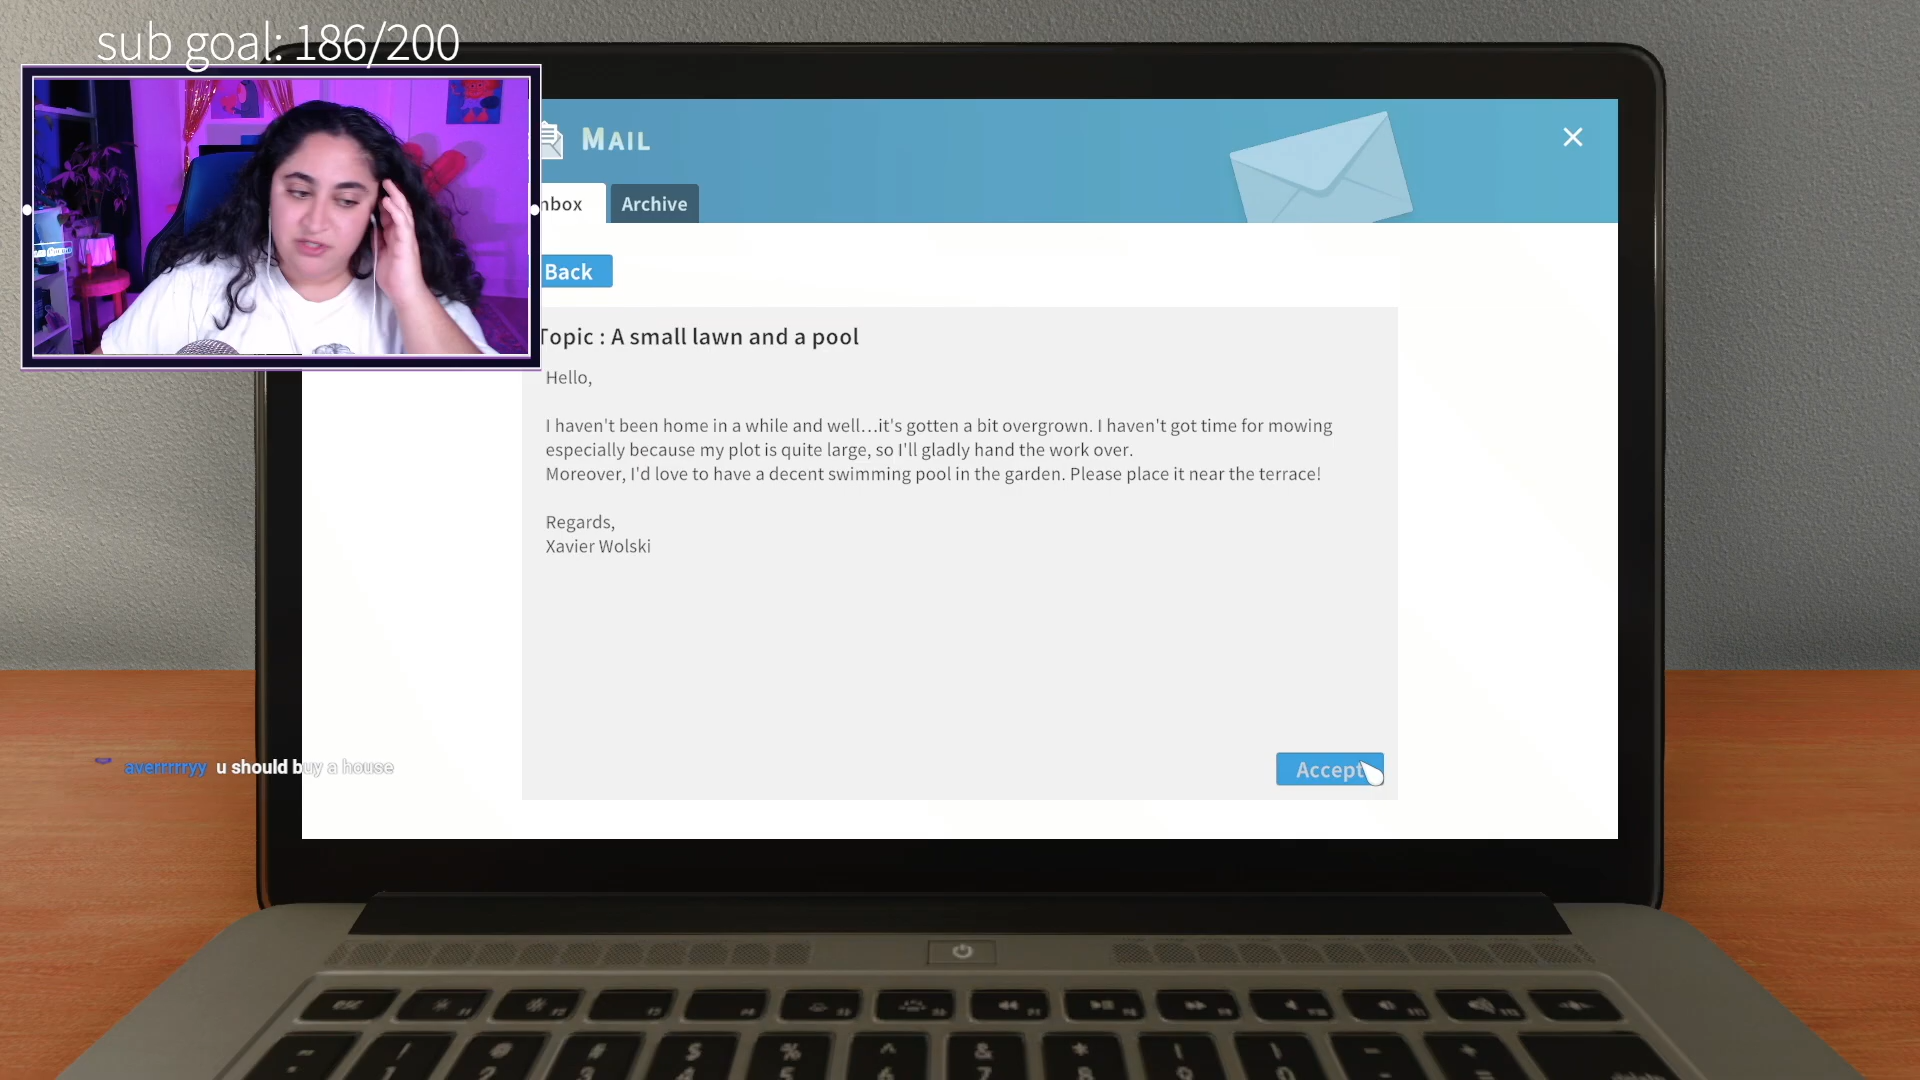 sub goal: 186/200
MAIL
nbox
Archive
Back
Topic : A small lawn and a pool
Hello,
I haven't been home in a while and well...it's gotten a bit overgrown. I haven't got time for mowing
especially because my plot is quite large, so I'll gladly hand the work over.
Moreover, I'd love to have a decent swimming pool in the garden. Please place it near the terrace!
Regards,
Xavier Wolski
Accept
averrrrryy u should buy a house
esc